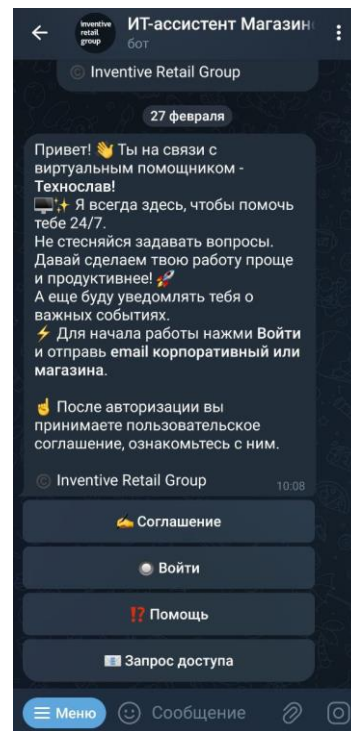 inventive
retail
group
ИТ-ассистент Магазин
бот
© Inventive Retail Group
27 февраля
Привет! 👋 Ты на связи с
виртуальным помощником -
Технослав!
🖥✨ Я всегда здесь, чтобы помочь
тебе 24/7.
Не стесняйся задавать вопросы.
Давай сделаем твою работу проще
и продуктивнее! 🚀
А еще буду уведомлять тебя о
важных событиях.
⚡ Для начала работы нажми Войти
и отправь email корпоративный или
магазина.
☝ После авторизации вы
принимаете пользовательское
соглашение, ознакомьтесь с ним.
© Inventive Retail Group 10:08
✍ Соглашение
Войти
⁉ Помощь
📧 Запрос доступа
Меню
Сообщение